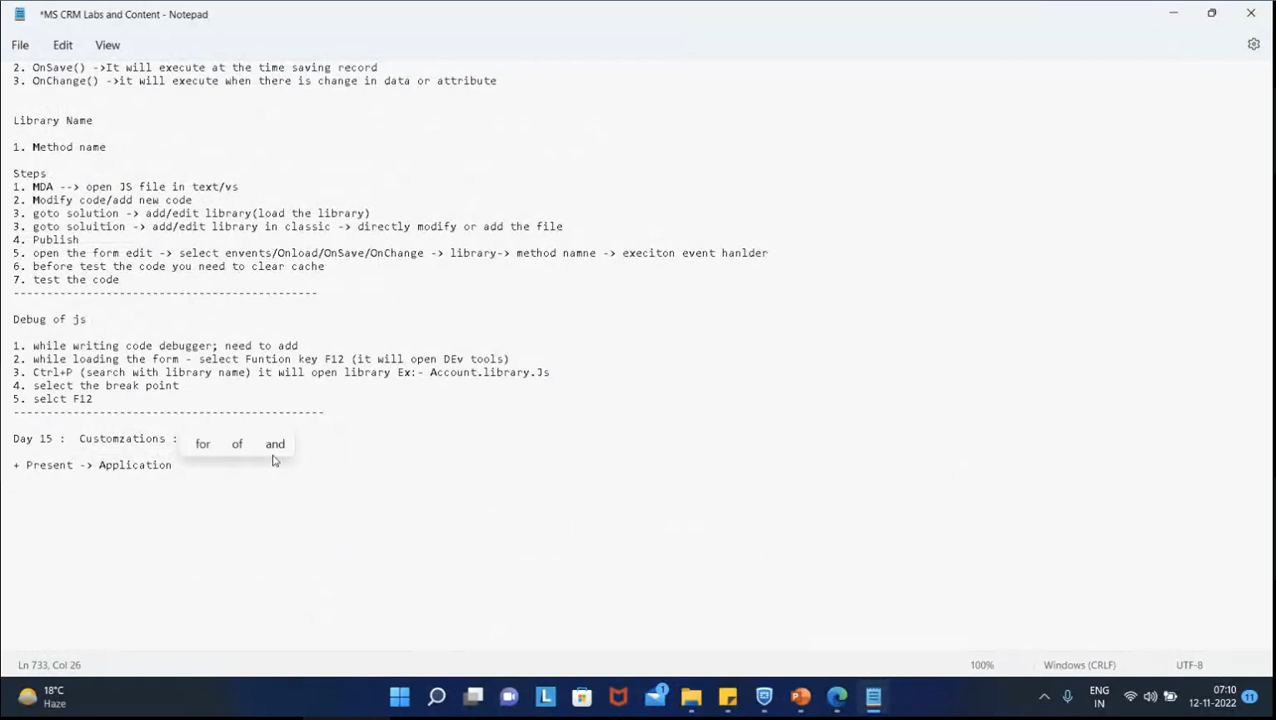 *MS CRM Labs and Content - Notepad
File Edit View
2. OnSave() ->It will execute at the time saving record
3. OnChange() ->it will execute when there is change in data or attribute
Library Name
1. Method name
Steps
1. MDA --> open JS file in text/vs
2. Modify code/add new code
3. goto solution -> add/edit library(load the library)
3. goto soluition -> add/edit library in classic -> directly modify or add the file
4. Publish
5. open the form edit -> select envents/Onload/OnSave/OnChange -> library-> method namne -> execiton event hanlder
6. before test the code you need to clear cache
7. test the code
------------------------------------------------
Debug of js
1. while writing code debugger; need to add
2. while loading the form - select Funtion key F12 (it will open DEv tools)
3. Ctrl+P (search with library name) it will open library Ex:- Account.library.Js
4. select the break point
5. selct F12
-------------------------------------------------
Day 15 : Customzations :
for of and
+ Present -> Application
Ln 733, Col 26 100% Windows (CRLF) UTF-8
18°C
Haze
L
1
ENG
IN
07:10
12-11-2022
11